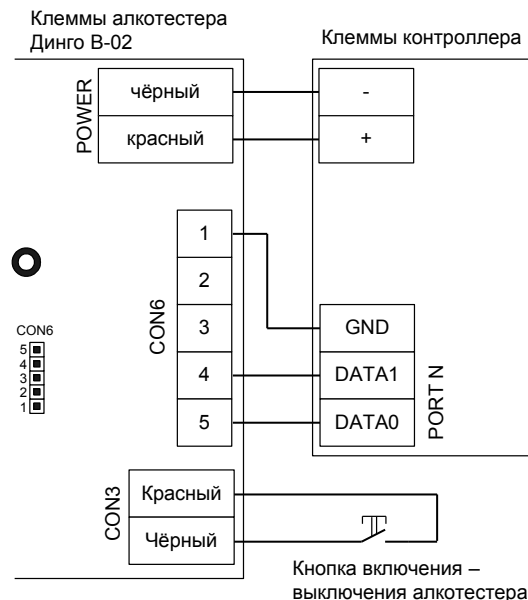 Клеммы алкотестера
Динго В-02
Клеммы контроллера
POWER
чёрный
-
красный
+
CON6
1
2
3
4
5
GND
DATA1
DATA0
PORT N
CON6
5
4
3
2
1
CON3
Красный
Чёрный
Кнопка включения –
выключения алкотестера